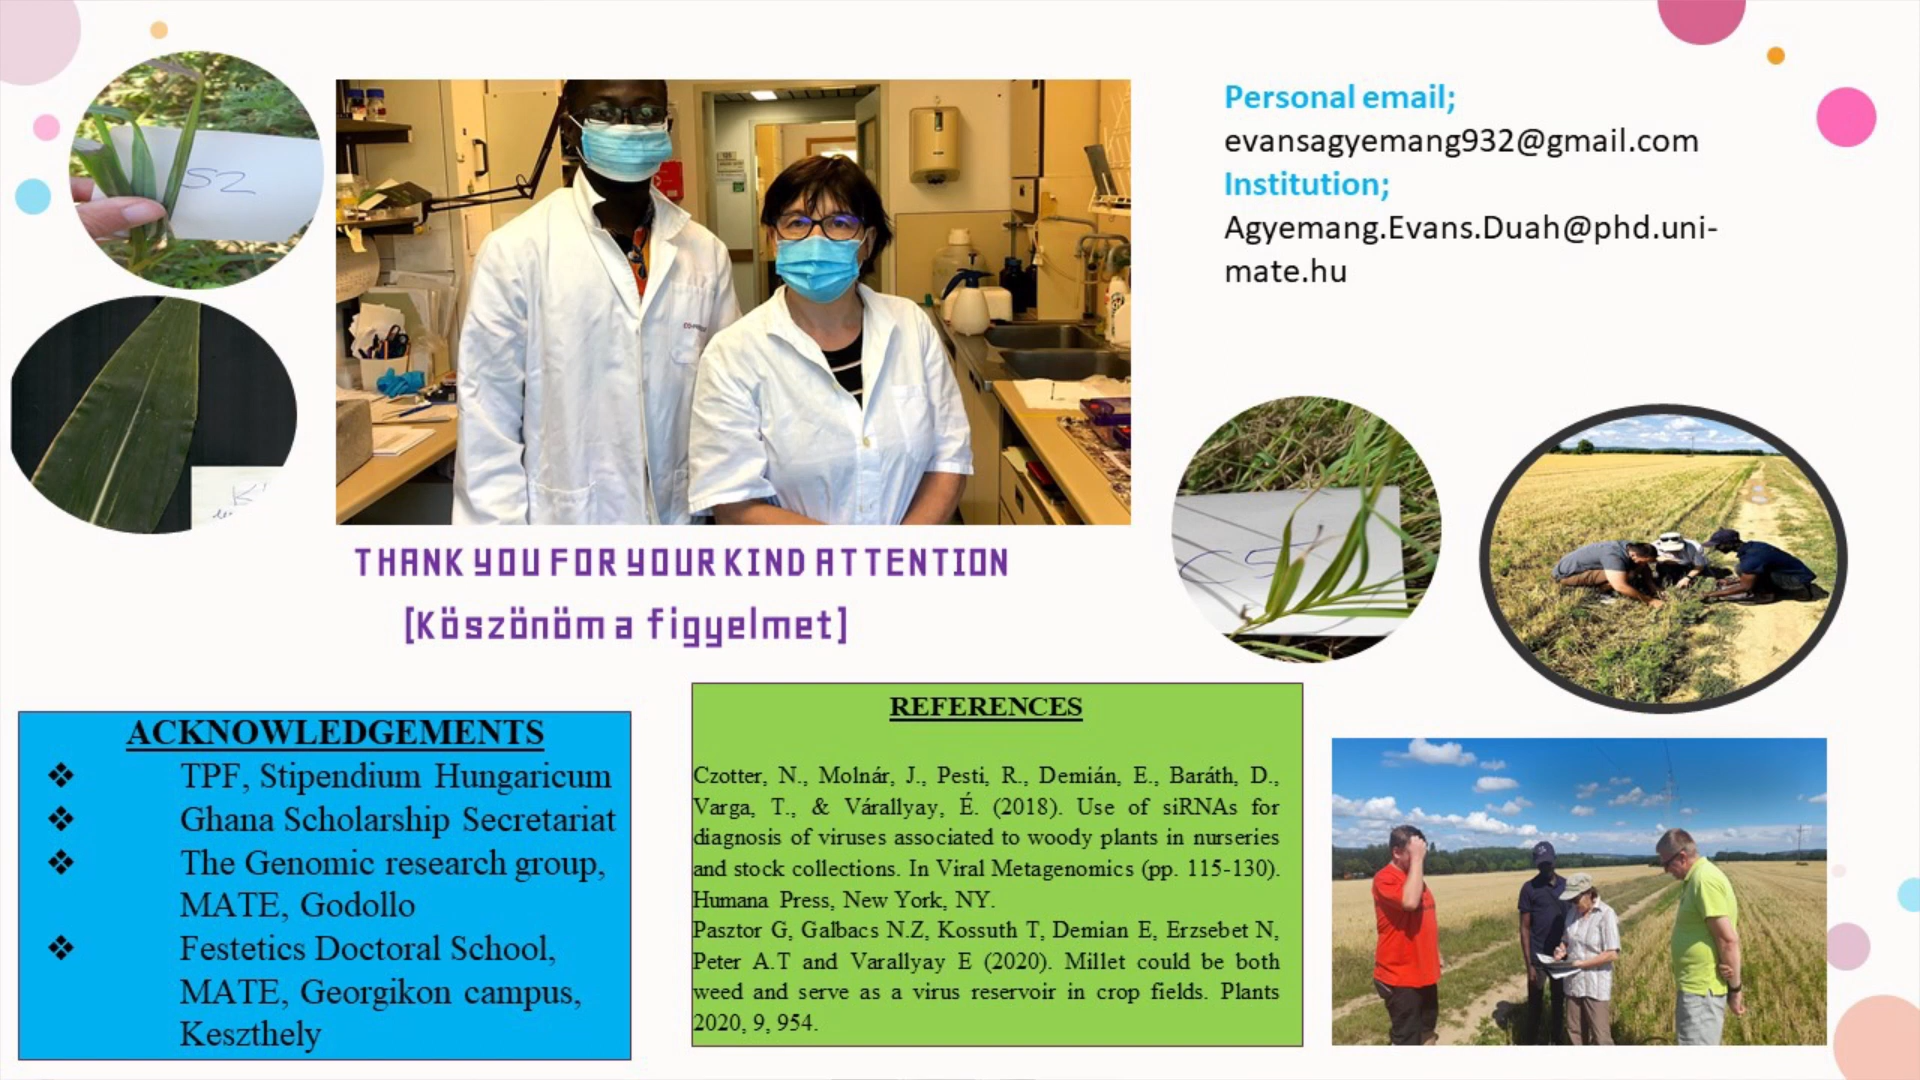 S2
Personal email;
evansagyemang932@gmail.com
Institution;
Agyemang.Evans.Duah@phd.uni-
mate.hu
THANK YOU FOR YOUR KIND ATTENTION
[Köszönöm a figyelmet]
C5
ACKNOWLEDGEMENTS
❖ TPF, Stipendium Hungaricum
❖ Ghana Scholarship Secretariat
❖ The Genomic research group,
MATE, Godollo
❖ Festetics Doctoral School,
MATE, Georgikon campus,
Keszthely
REFERENCES
Czotter, N., Molnár, J., Pesti, R., Demián, E., Baráth, D.,
Varga, T., & Várallyay, É. (2018). Use of siRNAs for
diagnosis of viruses associated to woody plants in nurseries
and stock collections. In Viral Metagenomics (pp. 115-130).
Humana Press, New York, NY.
Pasztor G, Galbacs N.Z, Kossuth T, Demian E, Erzsebet N,
Peter A.T and Varallyay E (2020). Millet could be both
weed and serve as a virus reservoir in crop fields. Plants
2020, 9, 954.